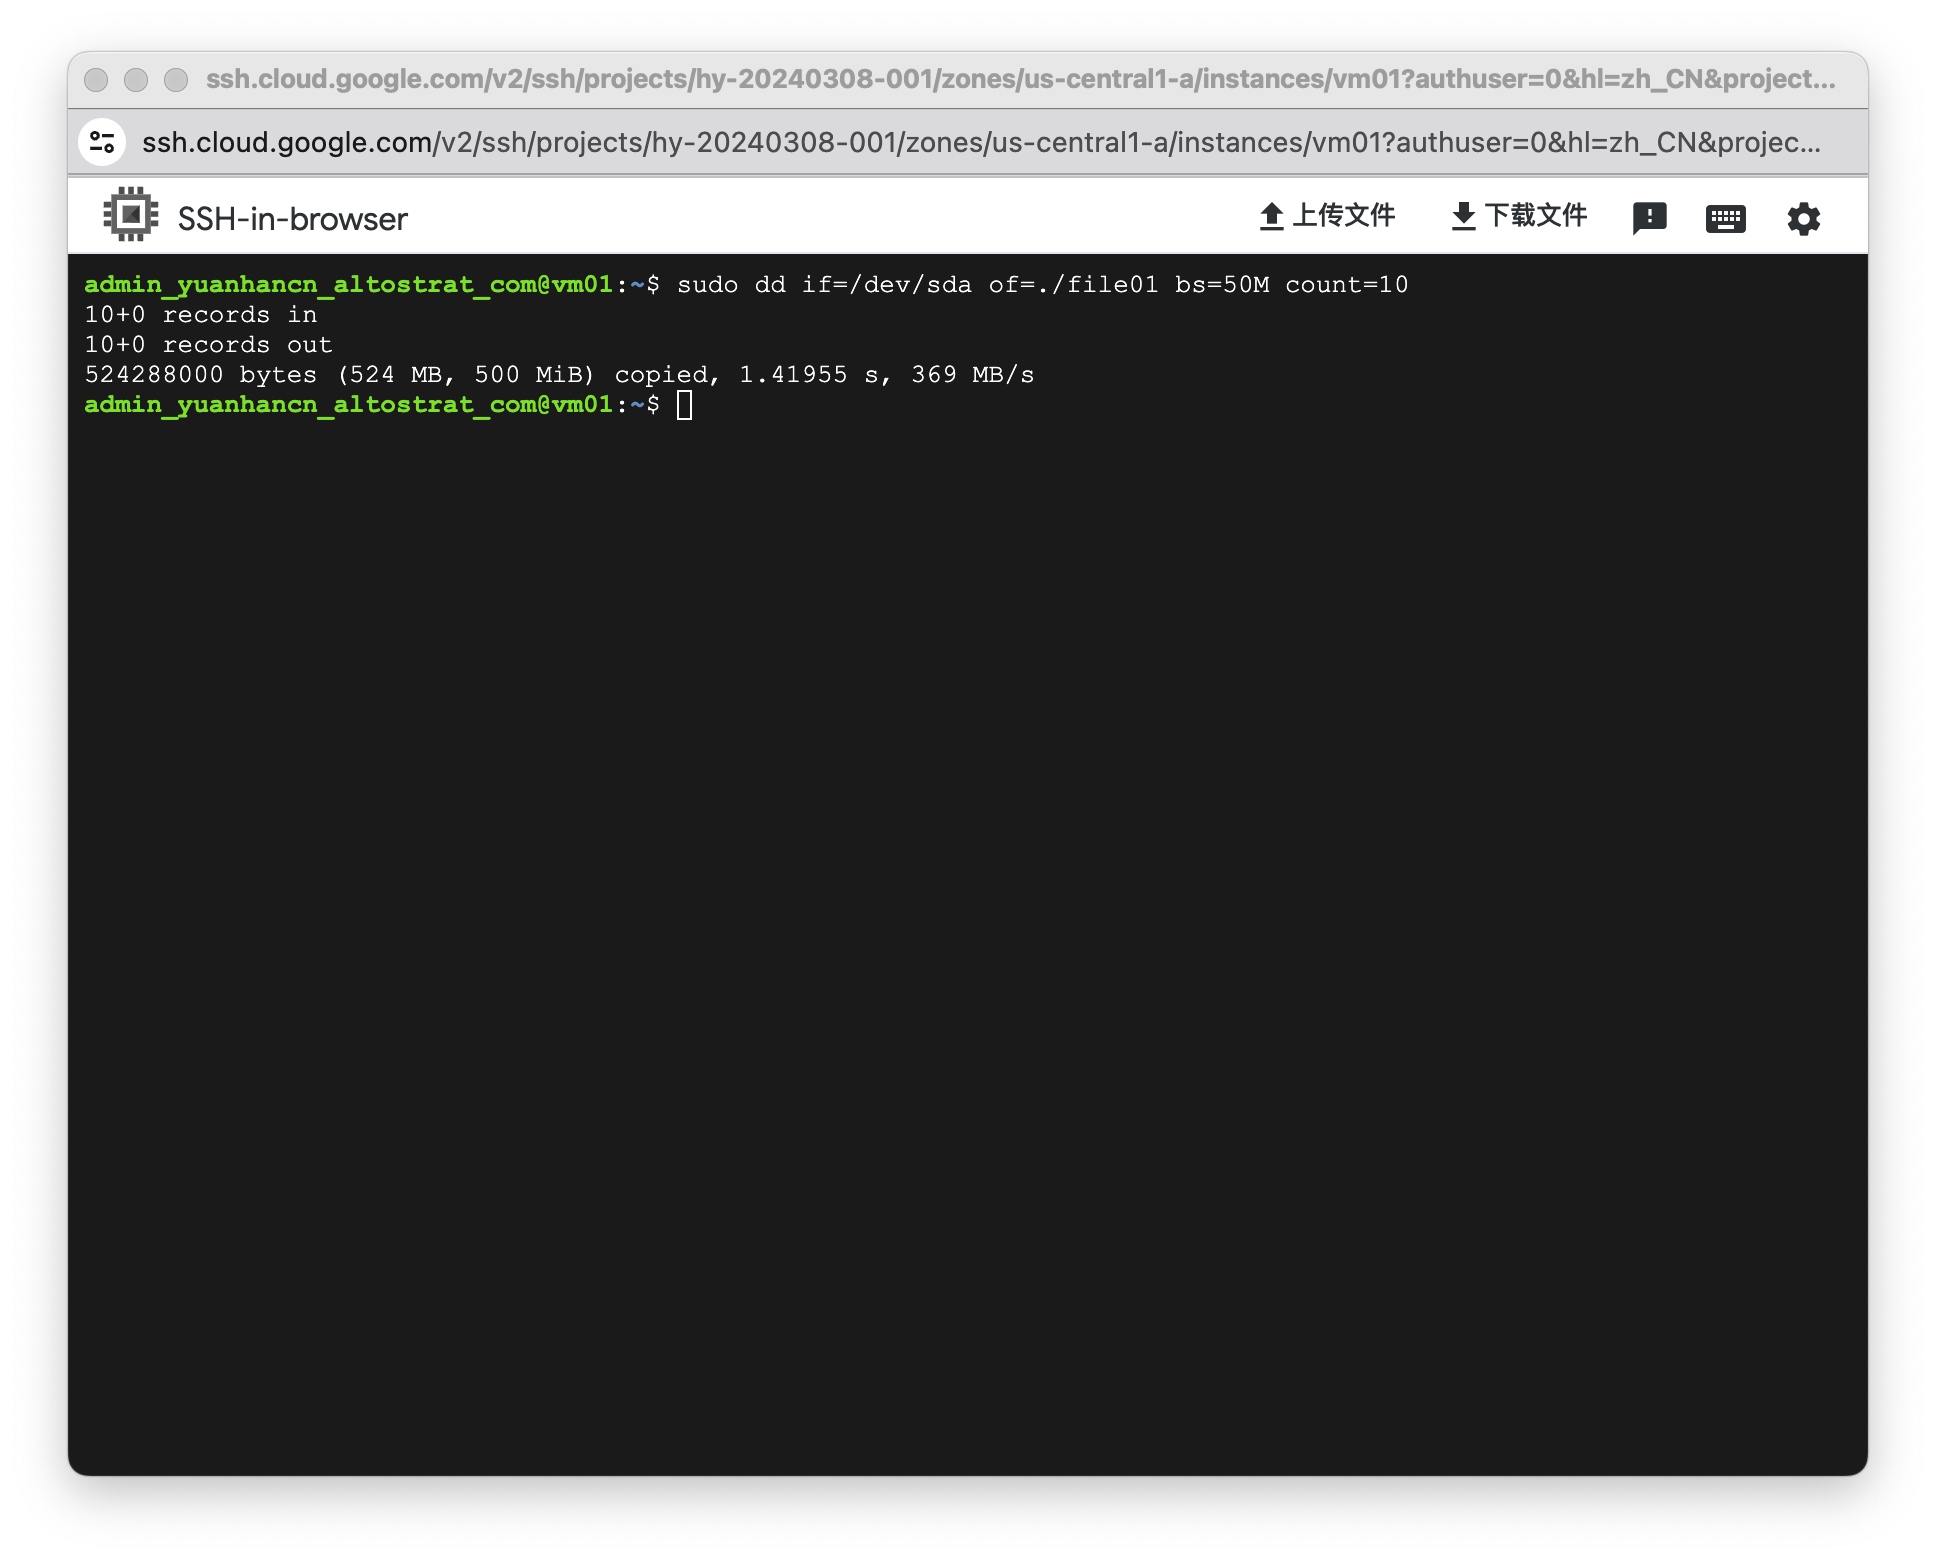 ssh.cloud.google.com/v2/ssh/projects/hy-20240308-001/zones/us-central1-a/instances/vm01?authuser=0&hl=zh_CN&project...
ssh.cloud.google.com/v2/ssh/projects/hy-20240308-001/zones/us-central1-a/instances/vm01?authuser=0&hl=zh_CN&projec...
SSH-in-browser 上传文件 下载文件
admin_yuanhancn_altostrat_com@vm01:~$ sudo dd if=/dev/sda of=./file01 bs=50M count=10
10+0 records in
10+0 records out
524288000 bytes (524 MB, 500 MiB) copied, 1.41955 s, 369 MB/s
admin_yuanhancn_altostrat_com@vm01:~$